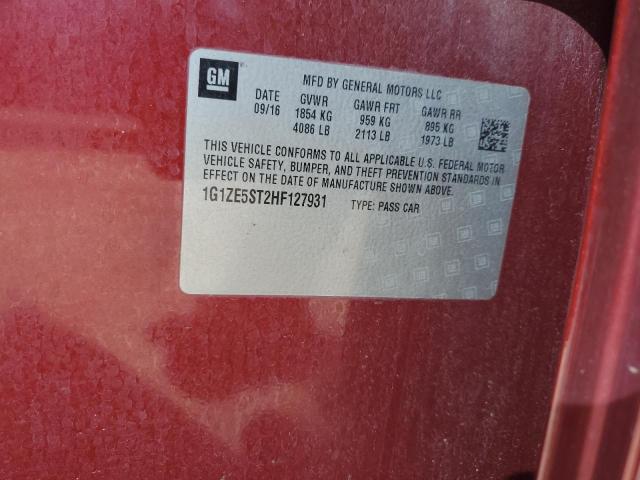 GM
MFD BY GENERAL MOTORS LLC
DATE GVWR GAWR FRT GAWR RR
09/16 1854 KG 959 KG 895 KG
4086 LB 2113 LB 1973 LB
THIS VEHICLE CONFORMS TO ALL APPLICABLE U.S. FEDERAL MOTOR
VEHICLE SAFETY, BUMPER, AND THEFT PREVENTION STANDARDS IN
EFFECT ON THE DATE OF MANUFACTURE SHOWN ABOVE.
1G1ZE5ST2HF127931 TYPE: PASS CAR